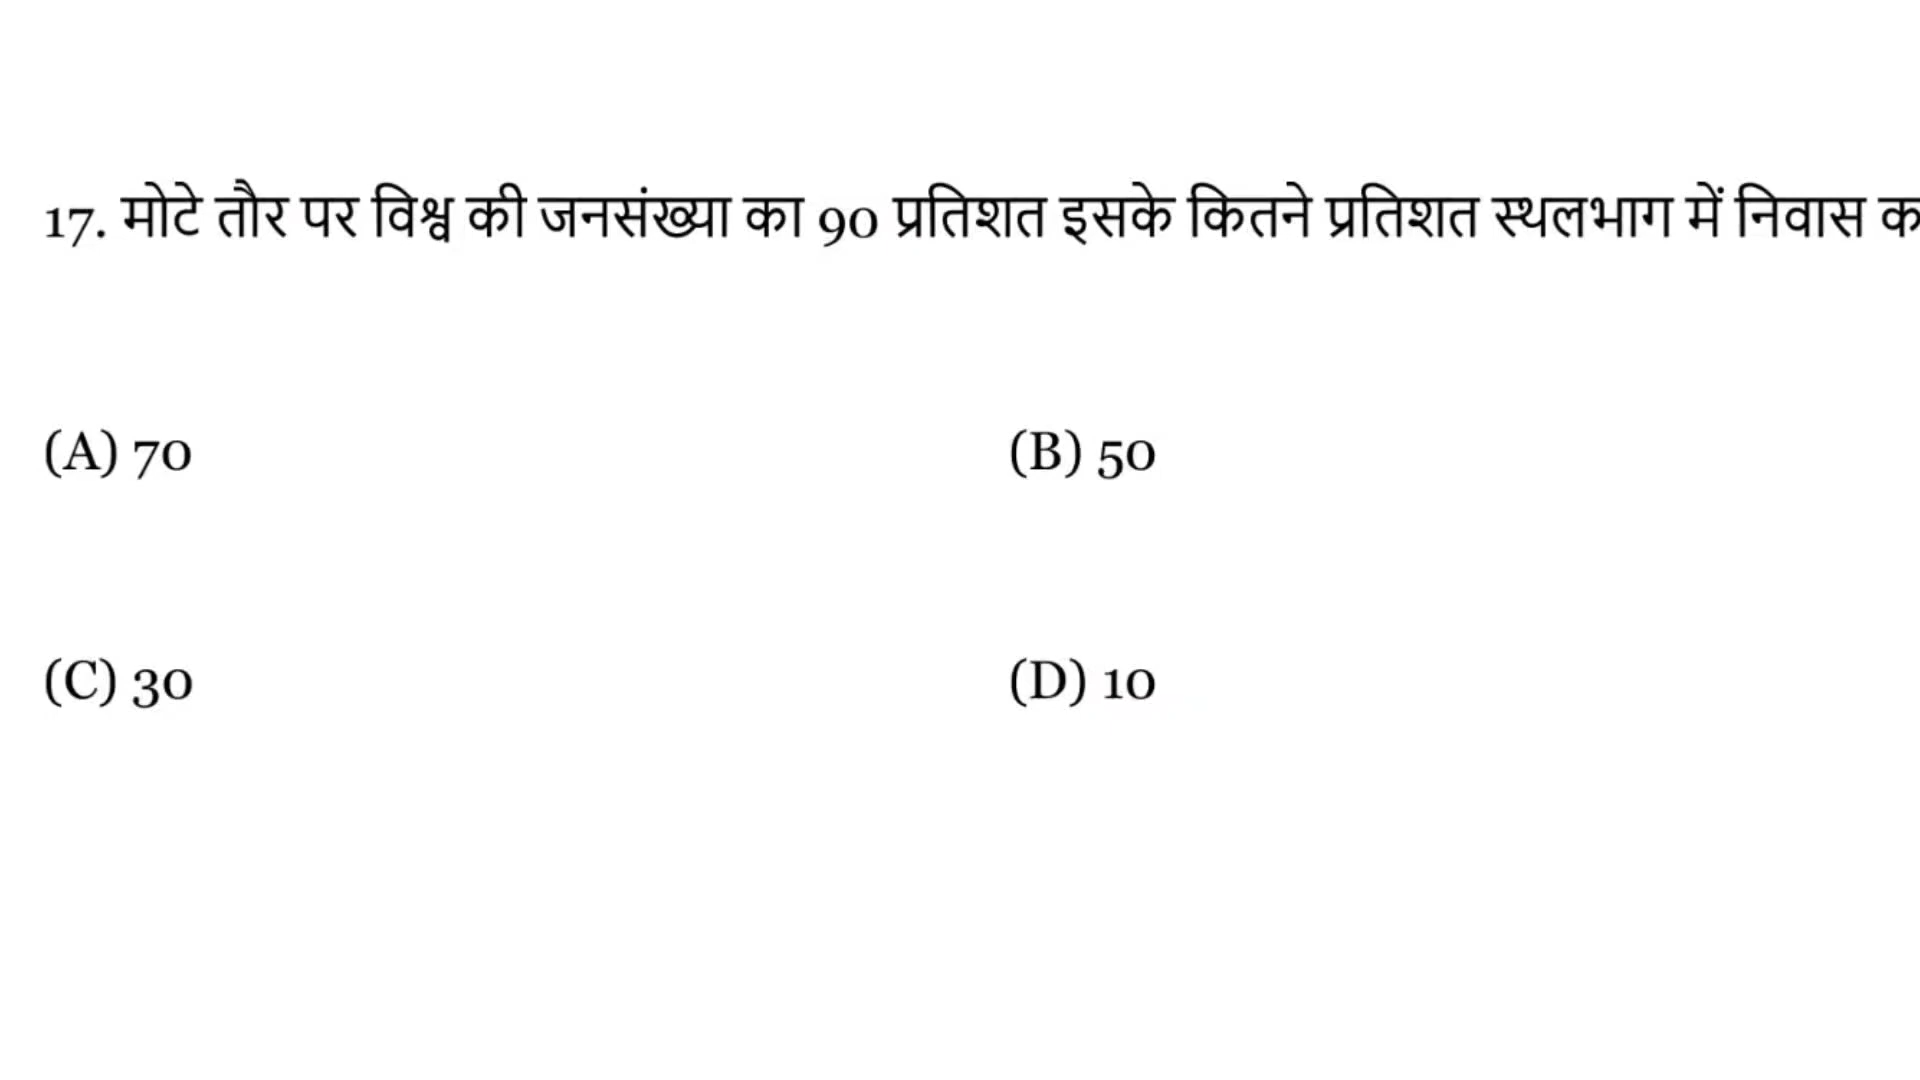 17. मोटे तौर पर विश्व की जनसंख्या का 90 प्रतिशत इसके कितने प्रतिशत स्थलभाग में निवास क
(A) 70
(B) 50
(C) 30
(D) 10